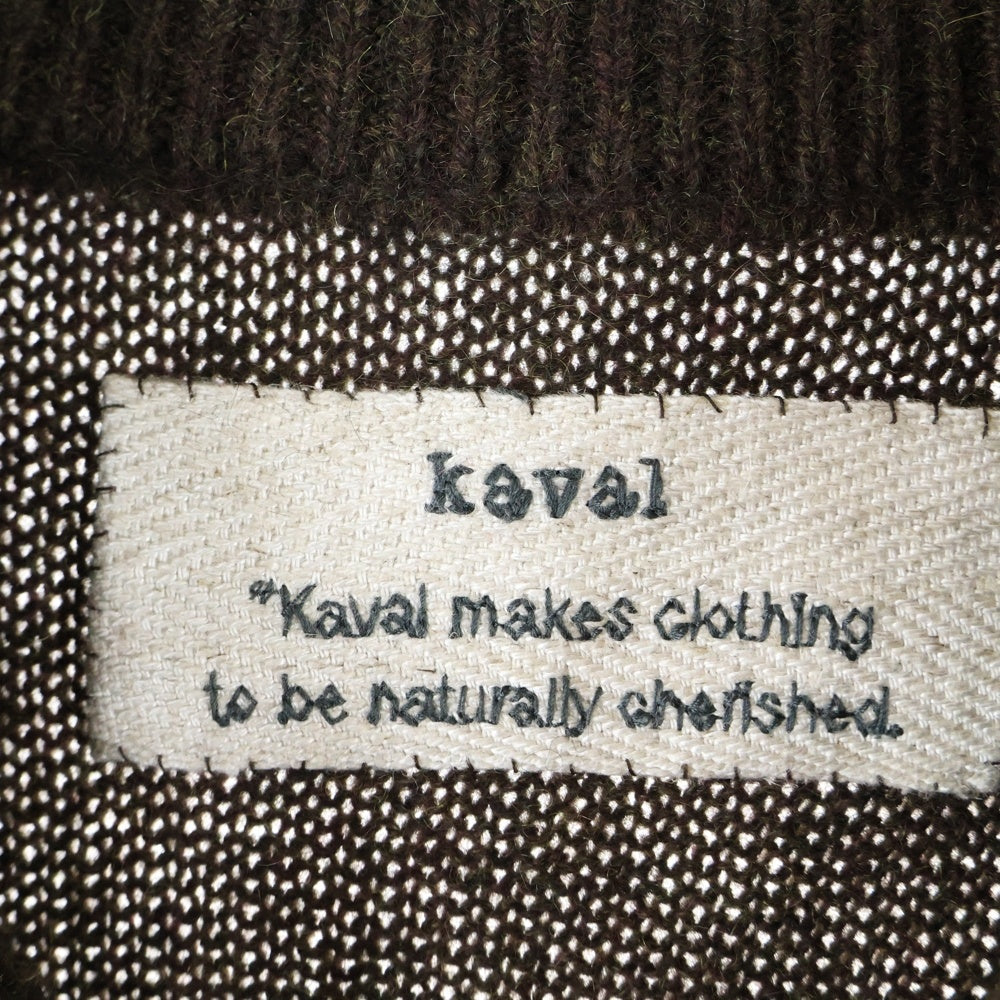 kaval
"Kaval makes clothing
to be naturally cherished.